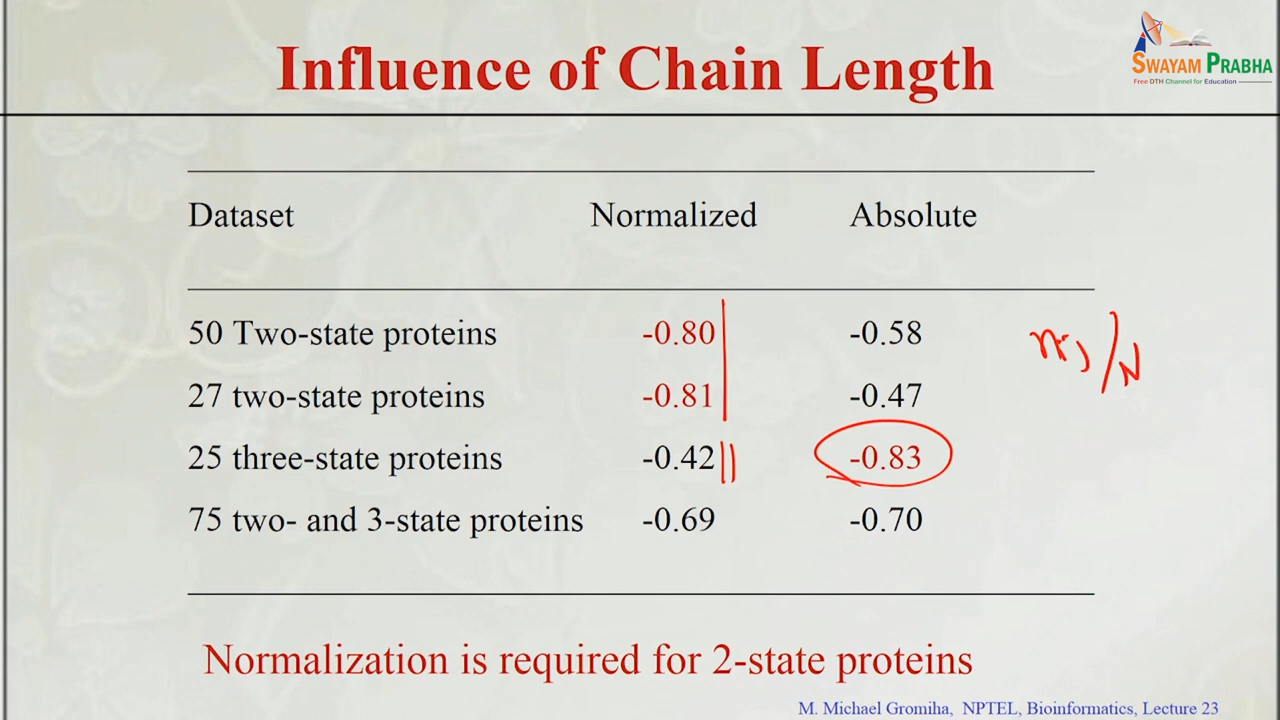 Influence of Chain Length
SWAYAM PRABHA
Free DTH Channel for Education
Dataset Normalized Absolute
50 Two-state proteins -0.80 -0.58
27 two-state proteins -0.81 -0.47
25 three-state proteins -0.42 -0.83
75 two- and 3-state proteins -0.69 -0.70
nij/N
Normalization is required for 2-state proteins
M. Michael Gromiha, NPTEL, Bioinformatics, Lecture 23